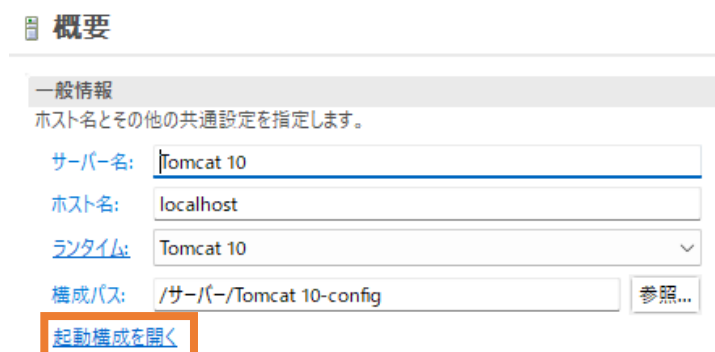 概要
一般情報
ホスト名とその他の共通設定を指定します。
サーバー名: Tomcat 10
ホスト名: localhost
ランタイム: Tomcat 10
構成パス: /サーバー/Tomcat 10-config 参照...
起動構成を開く